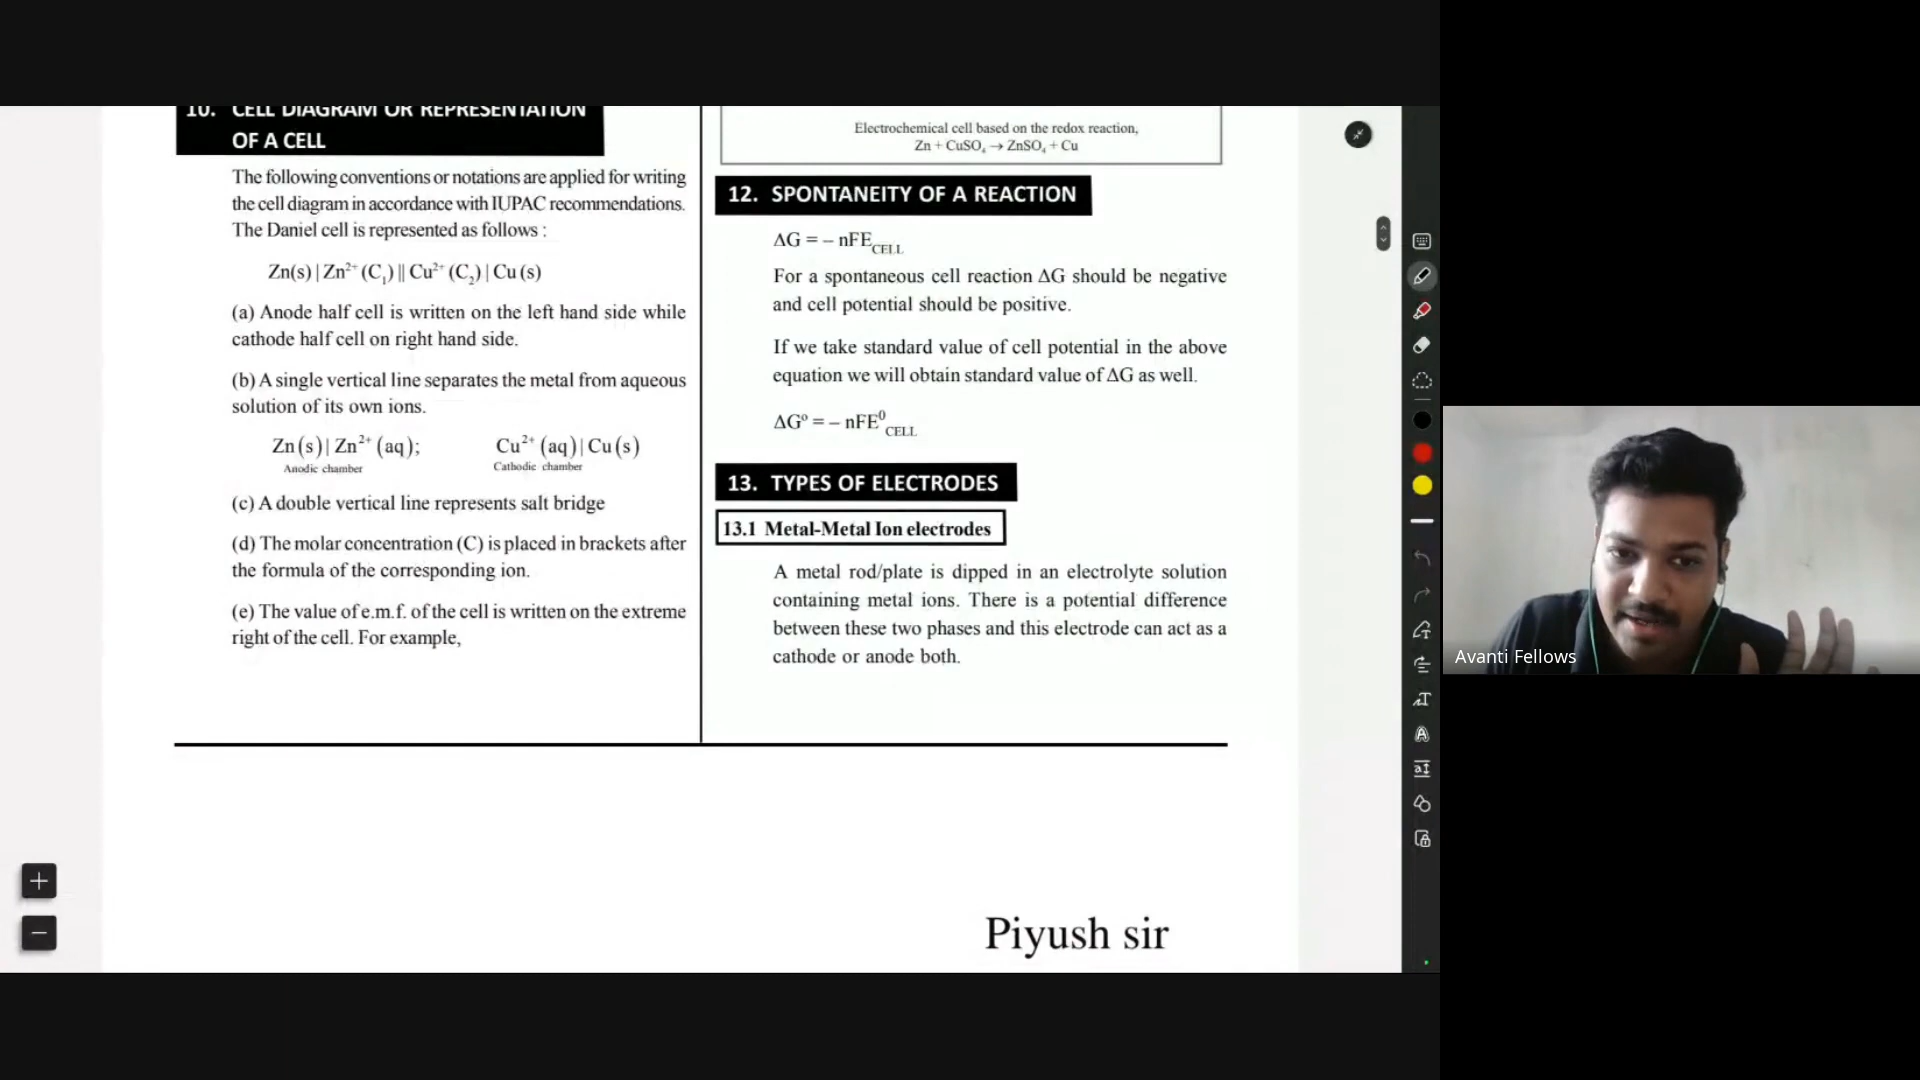 10. CELL DIAGRAM OR REPRESENTATION
OF A CELL
The following conventions or notations are applied for writing
the cell diagram in accordance with IUPAC recommendations.
The Daniel cell is represented as follows :
Zn(s) | Zn²⁺ (C₁) || Cu²⁺ (C₂) | Cu (s)
(a) Anode half cell is written on the left hand side while
cathode half cell on right hand side.
(b) A single vertical line separates the metal from aqueous
solution of its own ions.
Zn (s) | Zn²⁺ (aq); Cu²⁺ (aq) | Cu (s)
Anodic chamber Cathodic chamber
(c) A double vertical line represents salt bridge
(d) The molar concentration (C) is placed in brackets after
the formula of the corresponding ion.
(e) The value of e.m.f. of the cell is written on the extreme
right of the cell. For example,
Electrochemical cell based on the redox reaction,
Zn + CuSO₄ → ZnSO₄ + Cu
12. SPONTANEITY OF A REACTION
ΔG = – nFE_CELL
For a spontaneous cell reaction ΔG should be negative
and cell potential should be positive.
If we take standard value of cell potential in the above
equation we will obtain standard value of ΔG as well.
ΔGº = – nFE⁰_CELL
13. TYPES OF ELECTRODES
13.1 Metal-Metal Ion electrodes
A metal rod/plate is dipped in an electrolyte solution
containing metal ions. There is a potential difference
between these two phases and this electrode can act as a
cathode or anode both.
Piyush sir
Avanti Fellows